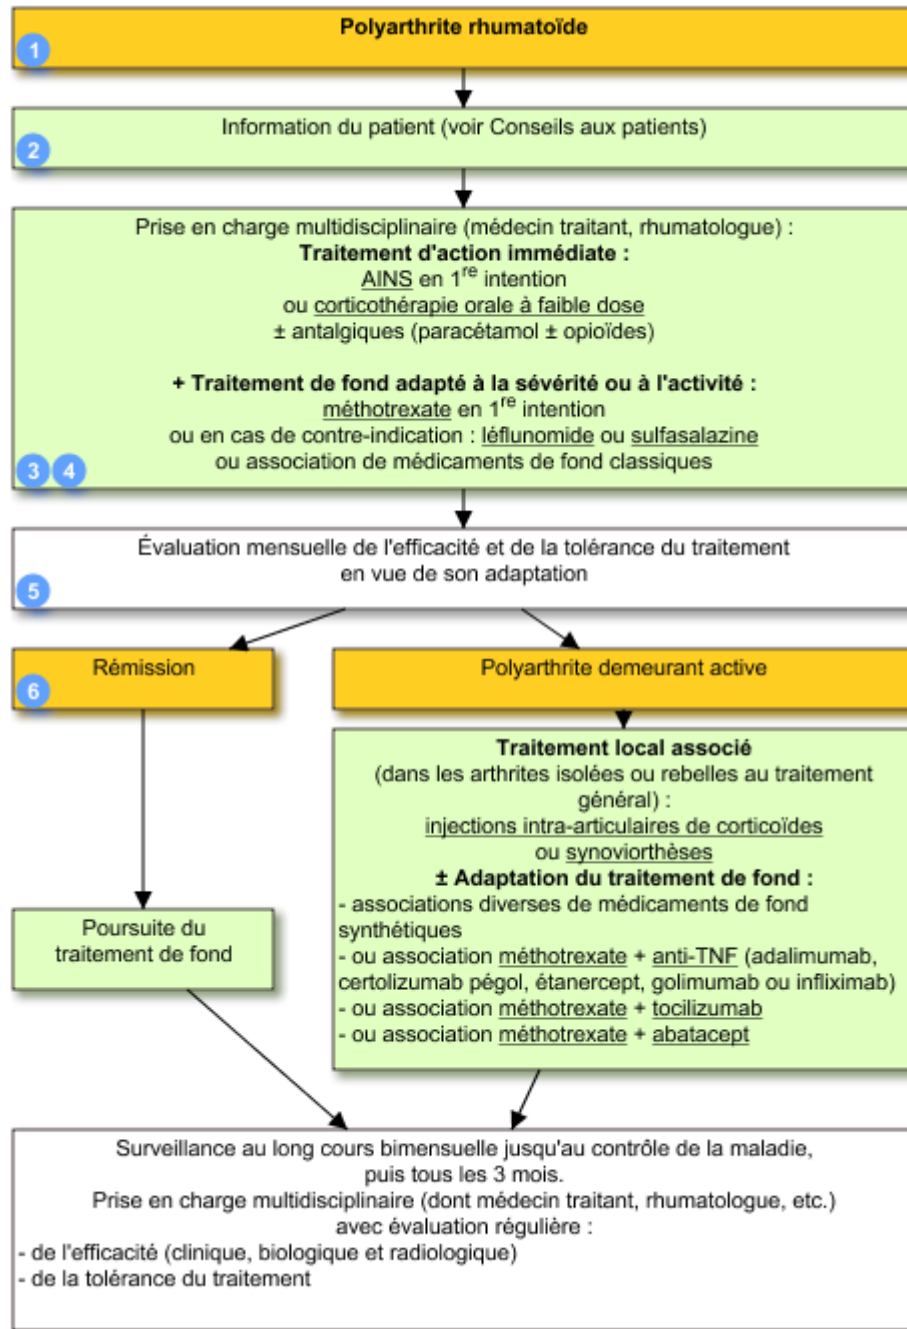 Polyarthrite rhumatoïde
1
Information du patient (voir Conseils aux patients)
2
Prise en charge multidisciplinaire (médecin traitant, rhumatologue) :
Traitement d'action immédiate :
AINS en 1re intention
ou corticothérapie orale à faible dose
± antalgiques (paracétamol ± opioïdes)
+ Traitement de fond adapté à la sévérité ou à l'activité :
méthotrexate en 1re intention
ou en cas de contre-indication : léflunomide ou sulfasalazine
ou association de médicaments de fond classiques
3 4
Évaluation mensuelle de l'efficacité et de la tolérance du traitement
en vue de son adaptation
5
Rémission
6
Polyarthrite demeurant active
Traitement local associé
(dans les arthrites isolées ou rebelles au traitement
général) :
injections intra-articulaires de corticoïdes
ou synoviorthèses
± Adaptation du traitement de fond :
- associations diverses de médicaments de fond
synthétiques
- ou association méthotrexate + anti-TNF (adalimumab,
certolizumab pégol, étanercept, golimumab ou infliximab)
- ou association méthotrexate + tocilizumab
- ou association méthotrexate + abatacept
Poursuite du
traitement de fond
Surveillance au long cours bimensuelle jusqu'au contrôle de la maladie,
puis tous les 3 mois.
Prise en charge multidisciplinaire (dont médecin traitant, rhumatologue, etc.)
avec évaluation régulière :
- de l'efficacité (clinique, biologique et radiologique)
- de la tolérance du traitement